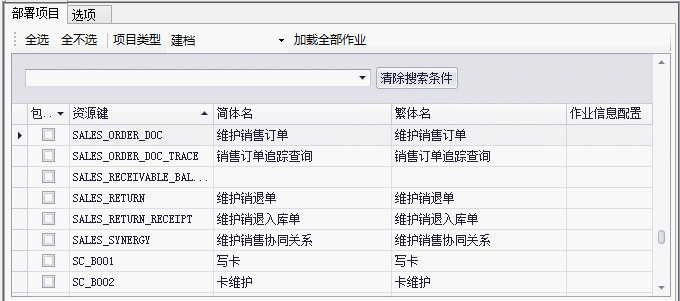 部署项目 选项
全选 全不选 项目类型 建档 加载全部作业
清除搜索条件
包.. 资源键 简体名 繁体名 作业信息配置
SALES_ORDER_DOC 维护销售订单 维护销售订单
SALES_ORDER_DOC_TRACE 销售订单追踪查询 销售订单追踪查询
SALES_RECEIVABLE_BAL...
SALES_RETURN 维护销退单 维护销退单
SALES_RETURN_RECEIPT 维护销退入库单 维护销退入库单
SALES_SYNERGY 维护销售协同关系 维护销售协同关系
SC_B001 写卡 写卡
SC_B002 卡维护 卡维护